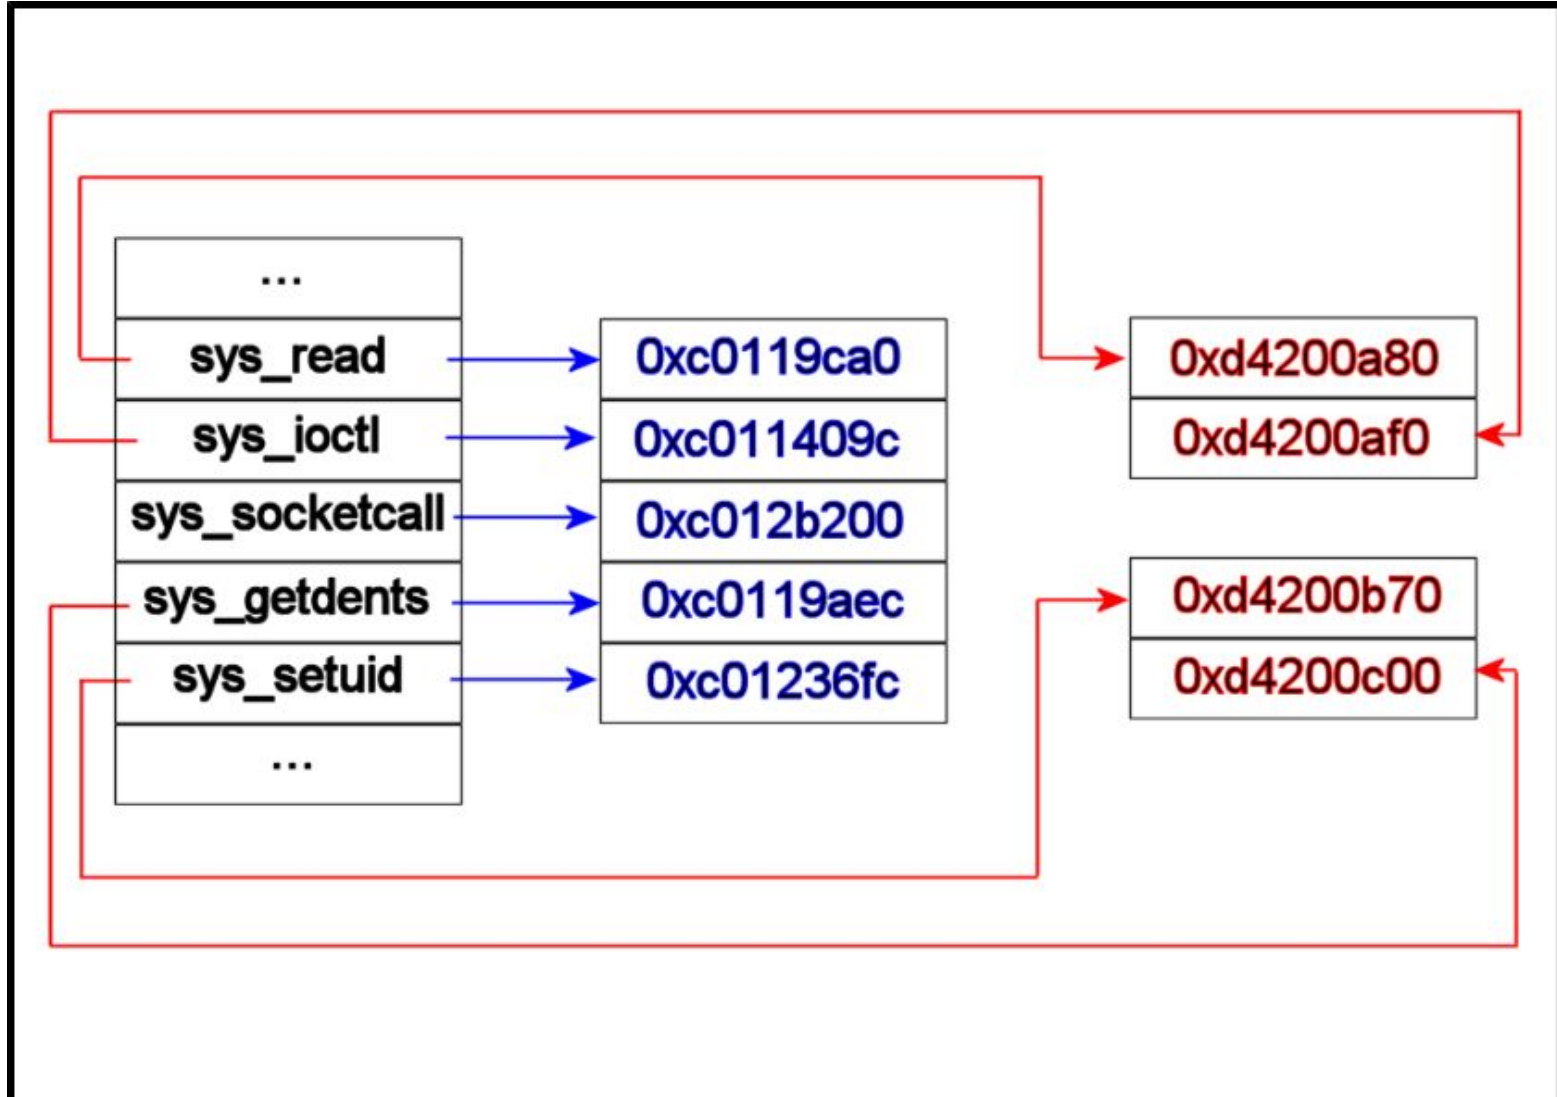 ...
sys_read
sys_ioctl
sys_socketcall
sys_getdents
sys_setuid
...
0xc0119ca0
0xc011409c
0xc012b200
0xc0119aec
0xc01236fc
0xd4200a80
0xd4200af0
0xd4200b70
0xd4200c00